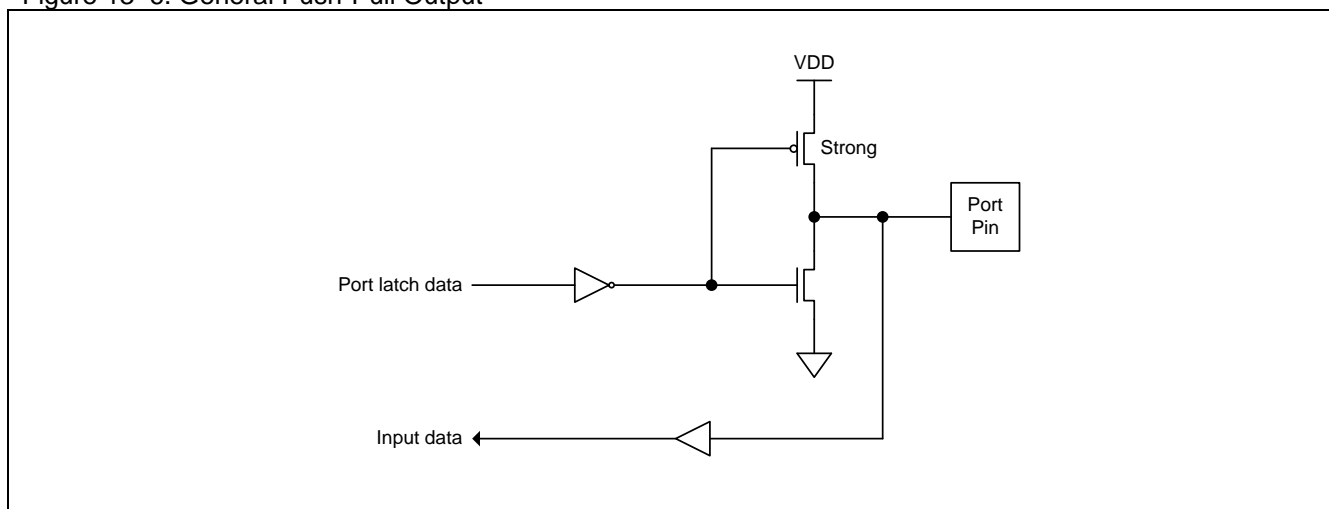 VDD
Strong
Port
Pin
Port latch data
Input data